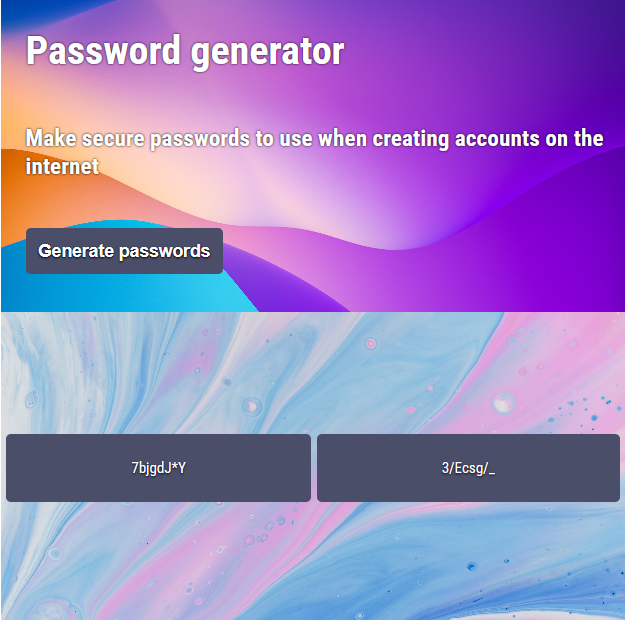 Password generator
Make secure passwords to use when creating accounts on the
internet
Generate passwords
7bjgdJ*Y
3/Ecsg/_